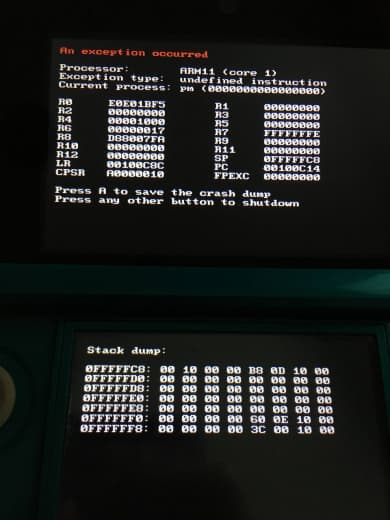 An exception occurred
Processor: ARM11 (core 1)
Exception type: undefined instruction
Current process: pm (0000000000000000)
R0 E0E01BF5 R1 00000000
R2 00000000 R3 00000000
R4 00001000 R5 00000000
R6 00000017 R7 FFFFFFFE
R8 D88007FA R9 00000000
R10 00000000 R11 00000000
R12 00000000 SP 0FFFFFC8
LR 00100C8C PC 00100C14
CPSR A0000010 FPEXC 00000000
Press A to save the crash dump
Press any other button to shutdown
Stack dump:
0FFFFFC8: 00 10 00 00 B8 0D 10 00
0FFFFFD0: 00 00 00 00 00 00 00 00
0FFFFFD8: 00 00 00 00 00 00 00 00
0FFFFFE0: 00 00 00 00 00 00 00 00
0FFFFFE8: 00 00 00 00 00 00 00 00
0FFFFFF0: 00 00 00 00 60 0E 10 00
0FFFFFF8: 00 00 00 00 3C 00 10 00